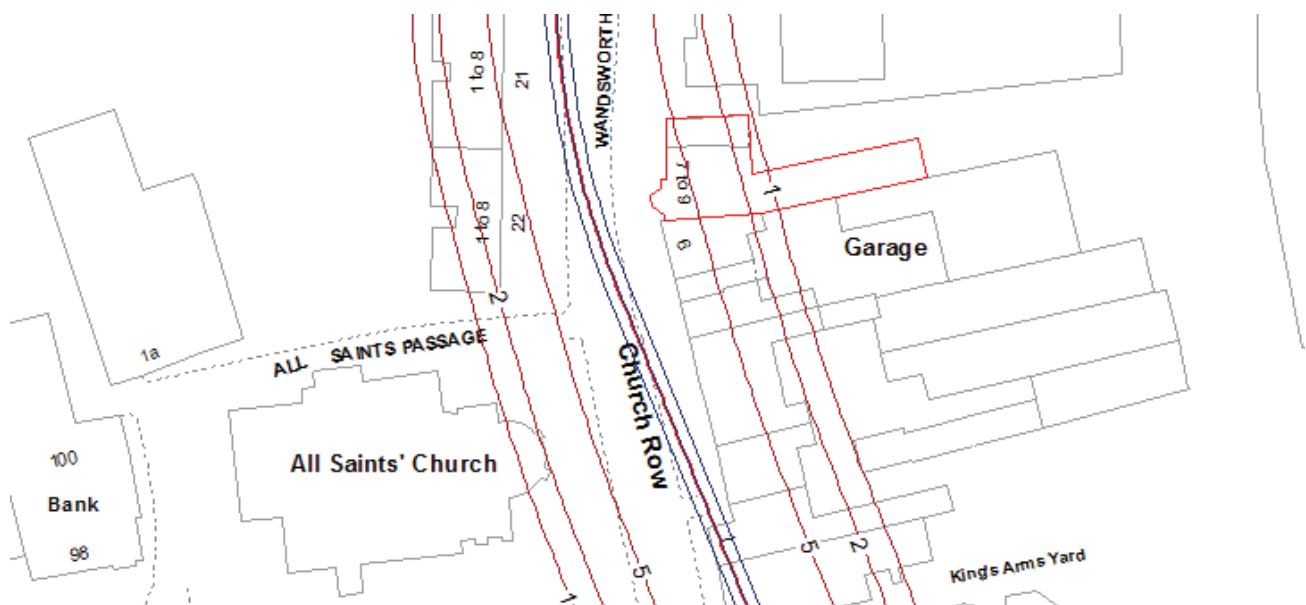 WANDSWORTH
1 to 8
21
7 to 9
1
1 to 8
22
6
Garage
2
ALL SAINTS PASSAGE
1a
Church Row
100
All Saints' Church
Bank
98
1
5
1
5
2
King's Arms Yard